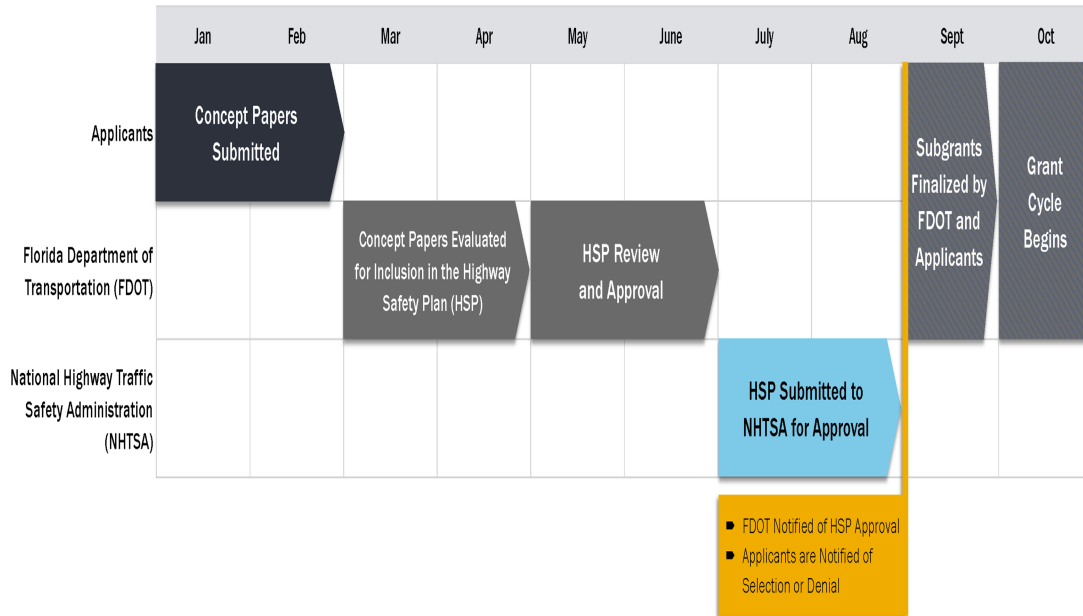 Jan Feb Mar Apr May June July Aug Sept Oct
Applicants
Concept Papers
Submitted
Subgrants
Finalized by
FDOT and
Applicants
Grant
Cycle
Begins
Florida Department of
Transportation (FDOT)
Concept Papers Evaluated
for Inclusion in the Highway
Safety Plan (HSP)
HSP Review
and Approval
National Highway Traffic
Safety Administration
(NHTSA)
HSP Submitted to
NHTSA for Approval
FDOT Notified of HSP Approval
Applicants are Notified of
Selection or Denial